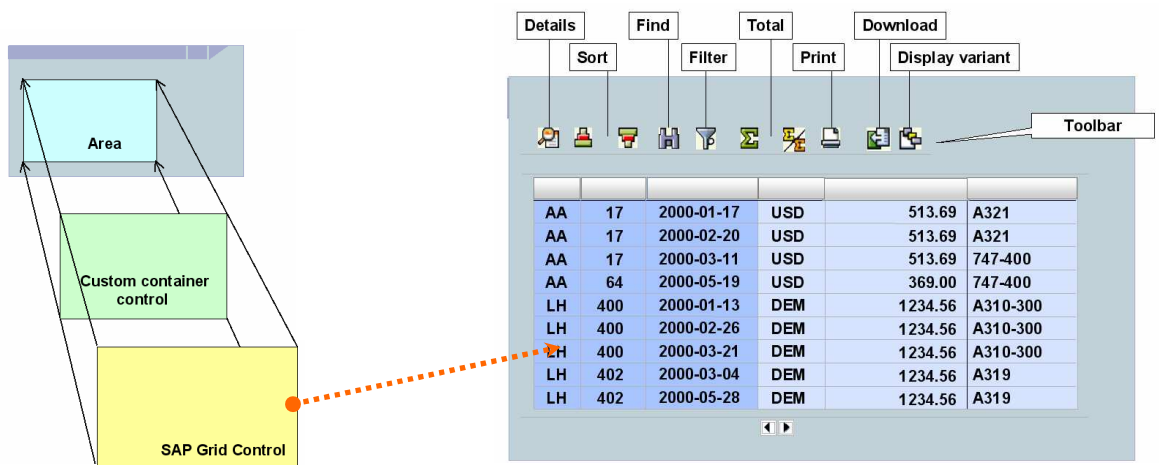 Details
Find
Total
Download
Sort
Filter
Print
Display variant
Toolbar
Area
Custom container
control
SAP Grid Control
AA 17 2000-01-17 USD 513.69 A321
AA 17 2000-02-20 USD 513.69 A321
AA 17 2000-03-11 USD 513.69 747-400
AA 64 2000-05-19 USD 369.00 747-400
LH 400 2000-01-13 DEM 1234.56 A310-300
LH 400 2000-02-26 DEM 1234.56 A310-300
LH 400 2000-03-21 DEM 1234.56 A310-300
LH 402 2000-03-04 DEM 1234.56 A319
LH 402 2000-05-28 DEM 1234.56 A319